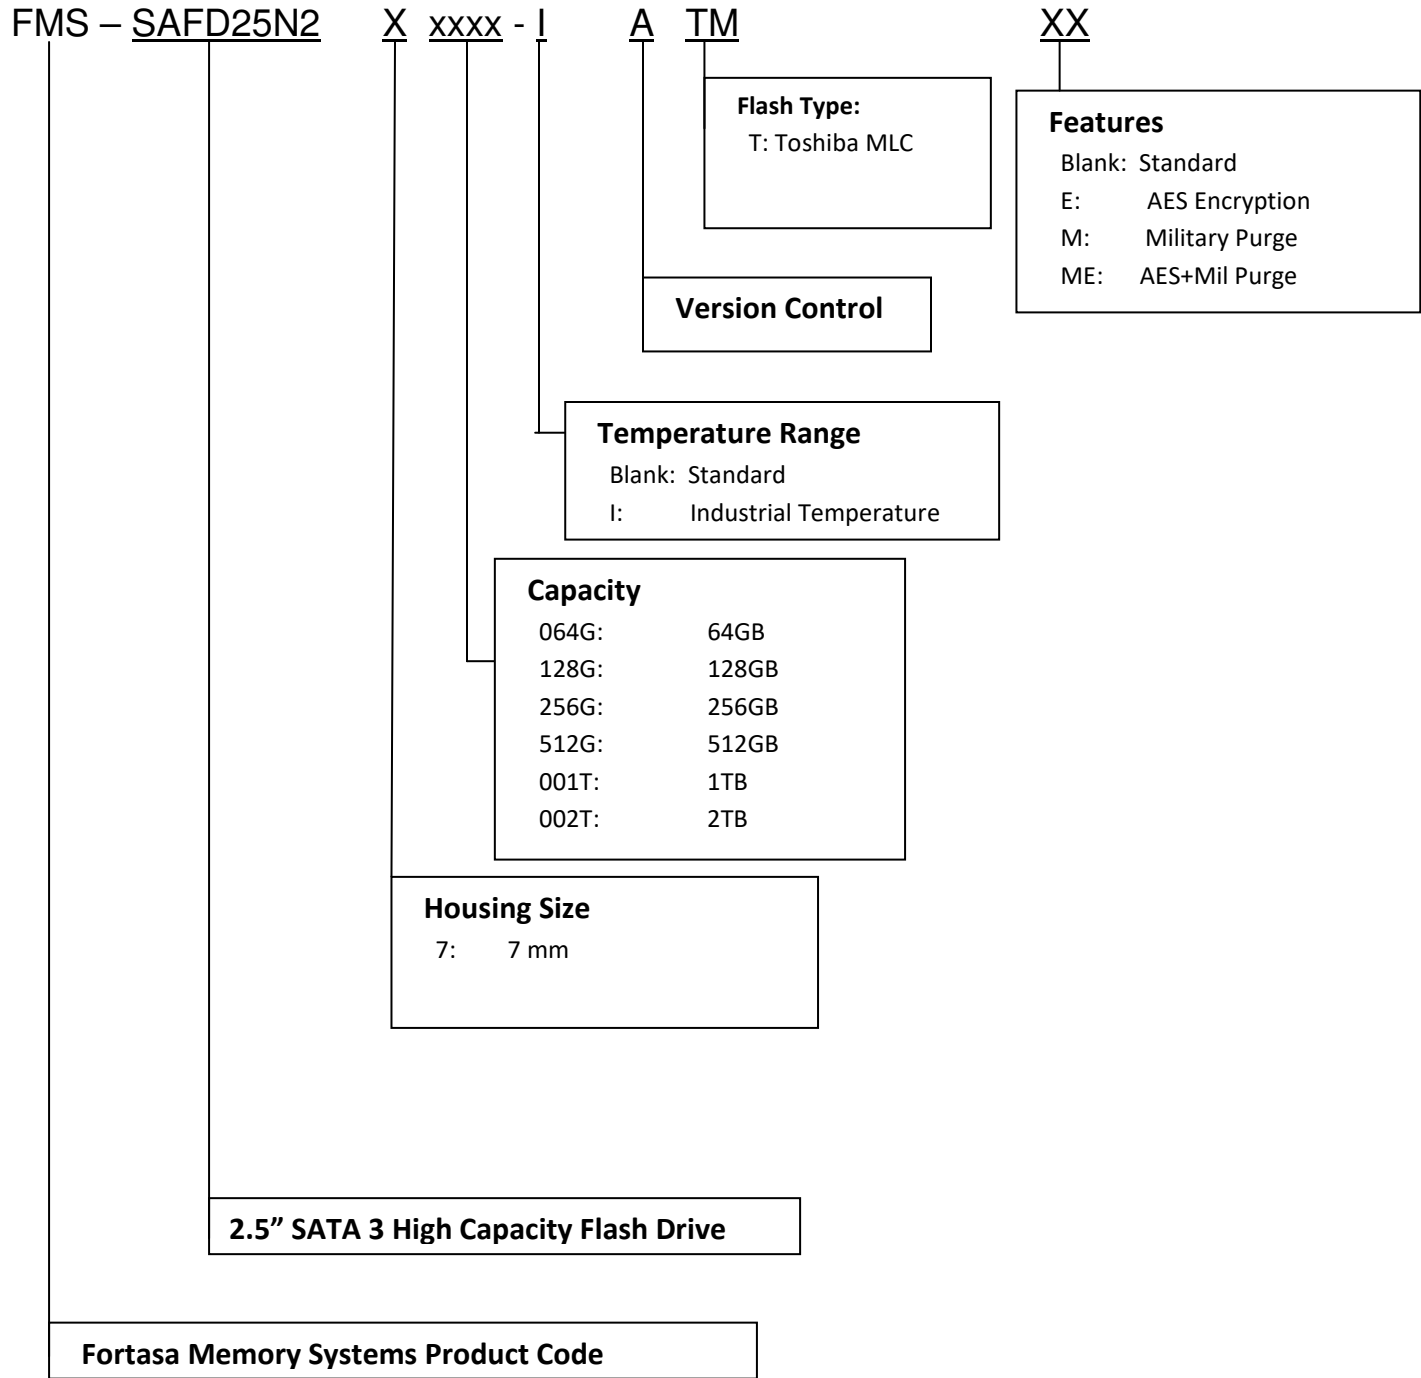 FMS – SAFD25N2 X xxxx - I A TM XX
Flash Type:
T: Toshiba MLC
Features
Blank: Standard
E: AES Encryption
M: Military Purge
ME: AES+Mil Purge
Version Control
Temperature Range
Blank: Standard
I: Industrial Temperature
Capacity
064G: 64GB
128G: 128GB
256G: 256GB
512G: 512GB
001T: 1TB
002T: 2TB
Housing Size
7: 7 mm
2.5” SATA 3 High Capacity Flash Drive
Fortasa Memory Systems Product Code